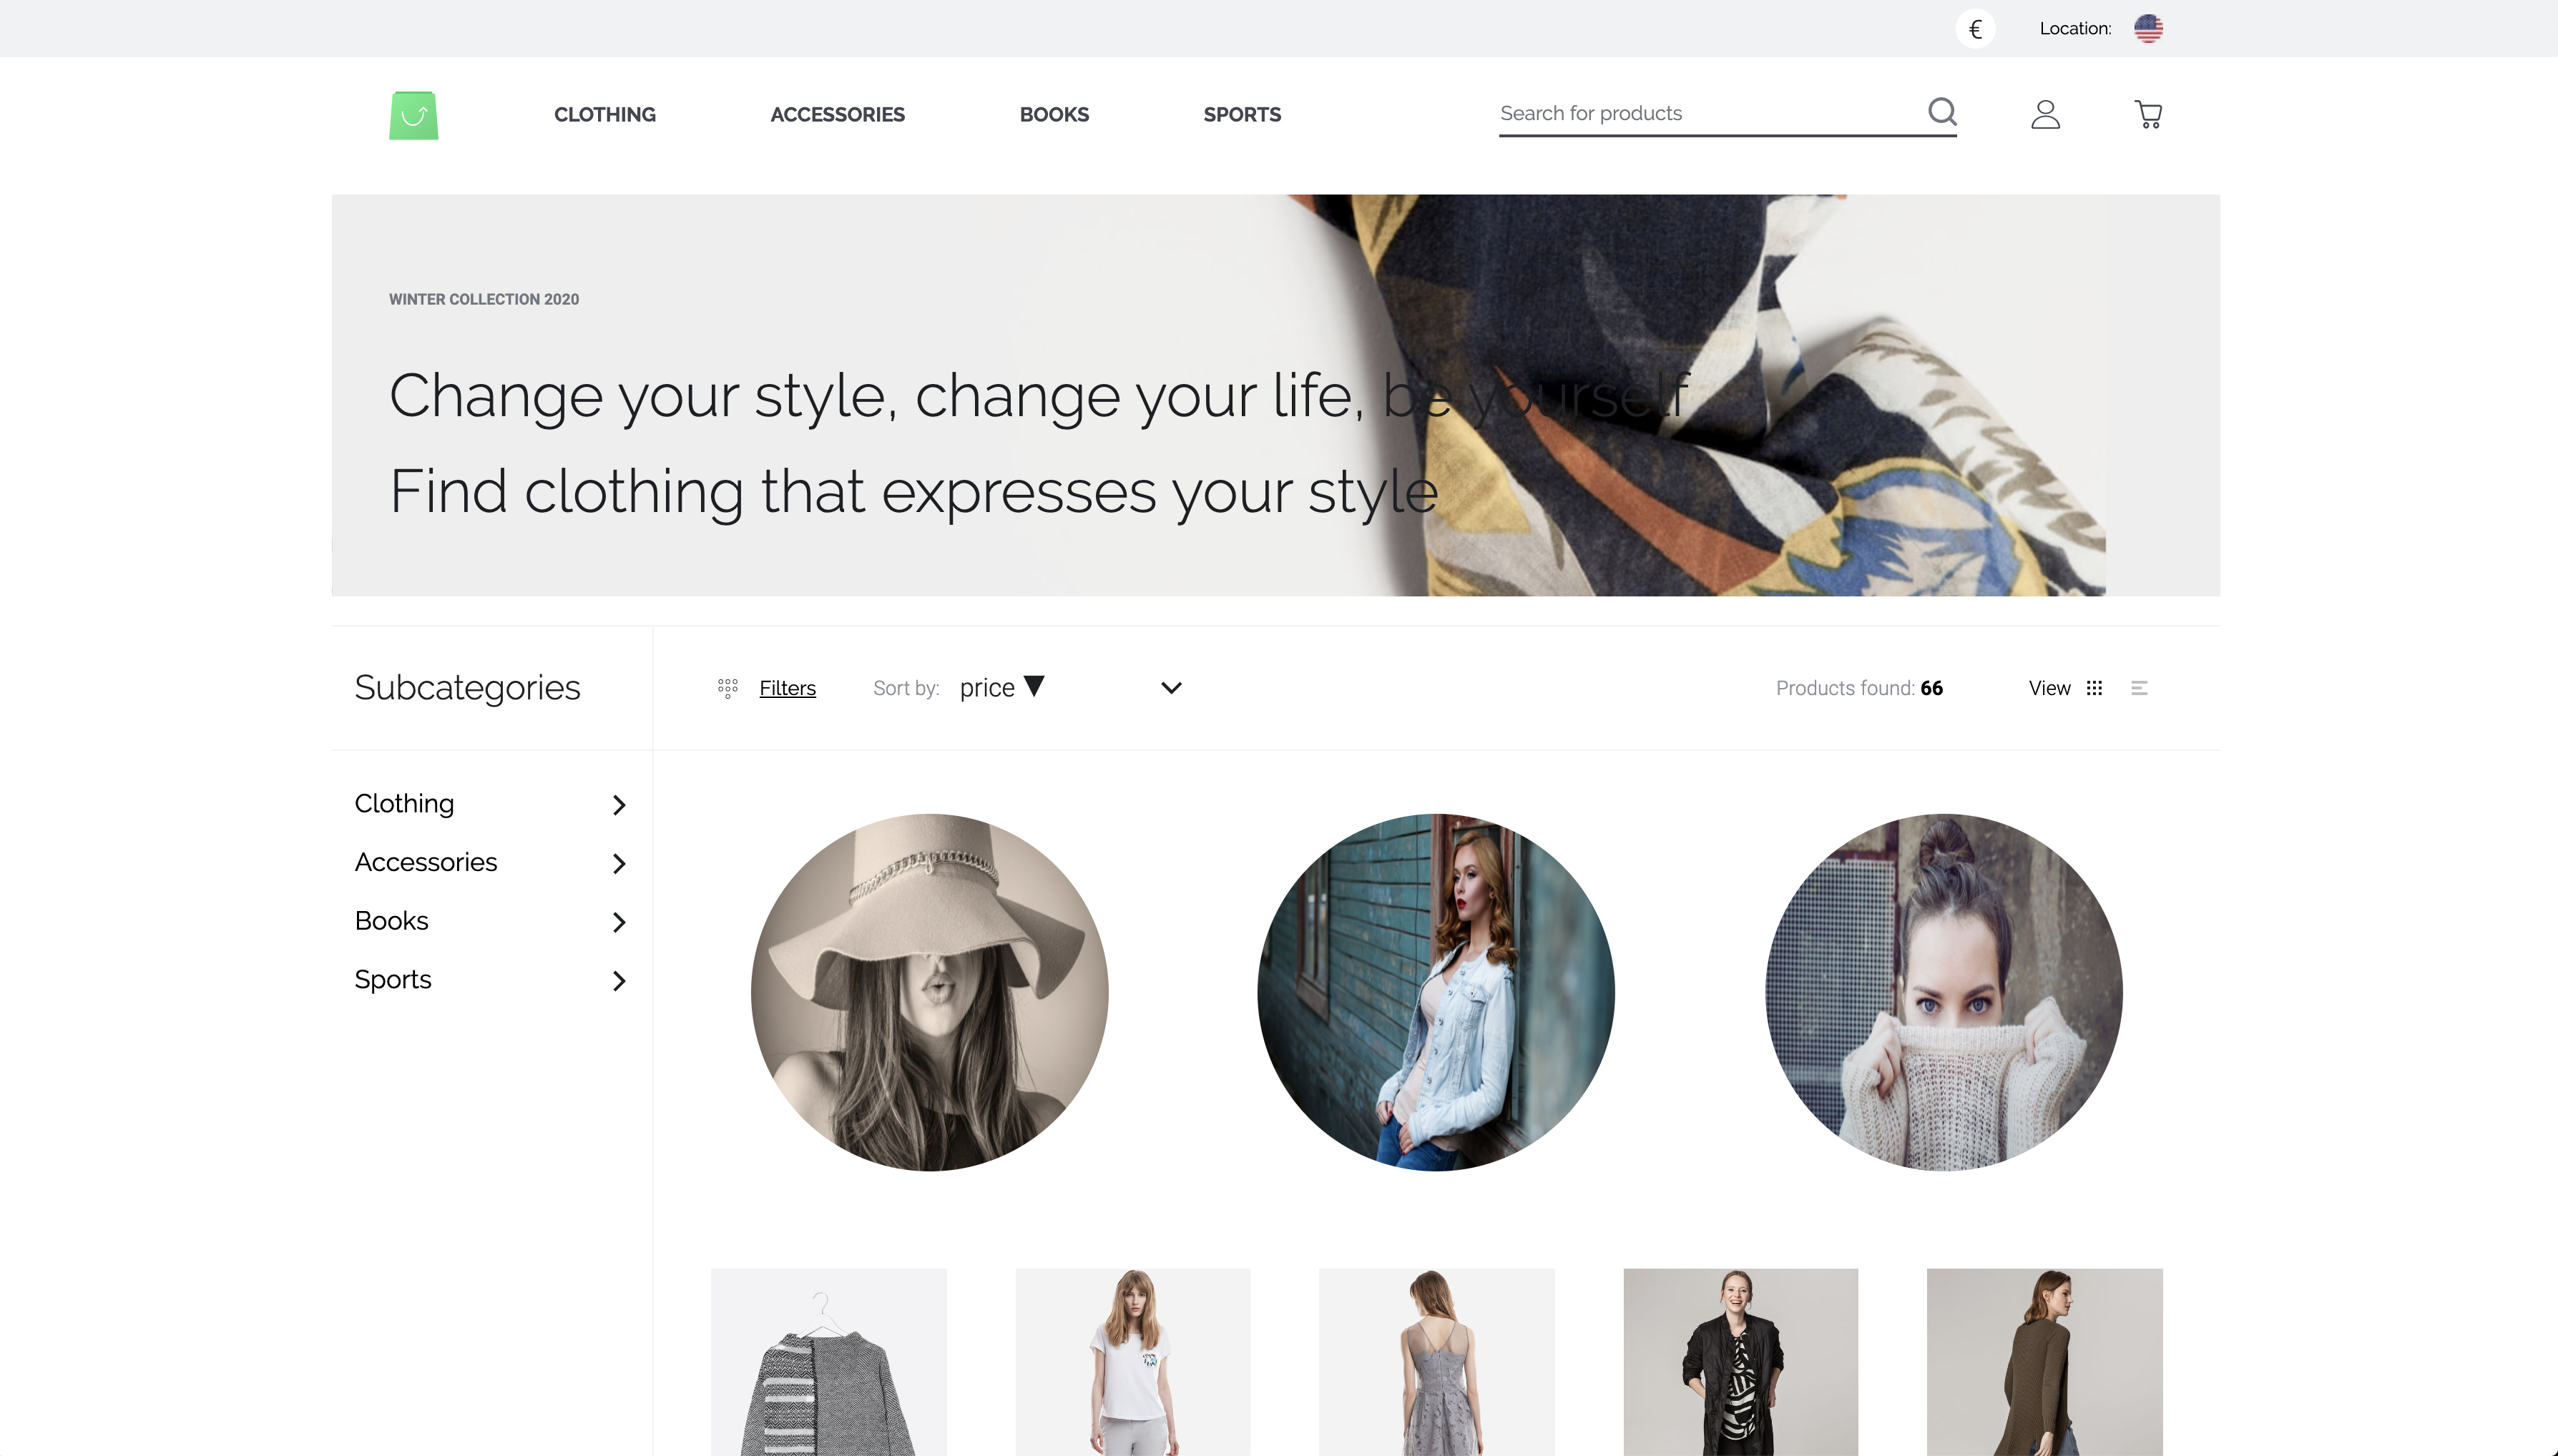 € Location:
CLOTHING ACCESSORIES BOOKS SPORTS Search for products
WINTER COLLECTION 2020
Change your style, change your life, be yourself
Find clothing that expresses your style
Subcategories
Filters Sort by: price ▼ Products found: 66 View
Clothing
Accessories
Books
Sports